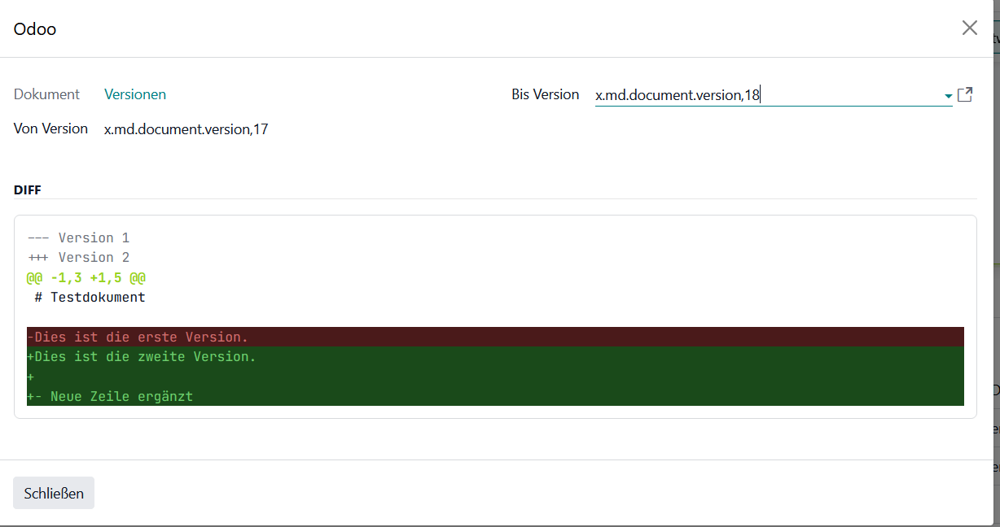 Odoo
Dokument Versionen
Bis Version x.md.document.version,18
Von Version x.md.document.version,17
DIFF
--- Version 1
+++ Version 2
@@ -1,3 +1,5 @@
# Testdokument
-Dies ist die erste Version.
+Dies ist die zweite Version.
+
+- Neue Zeile ergänzt
Schließen